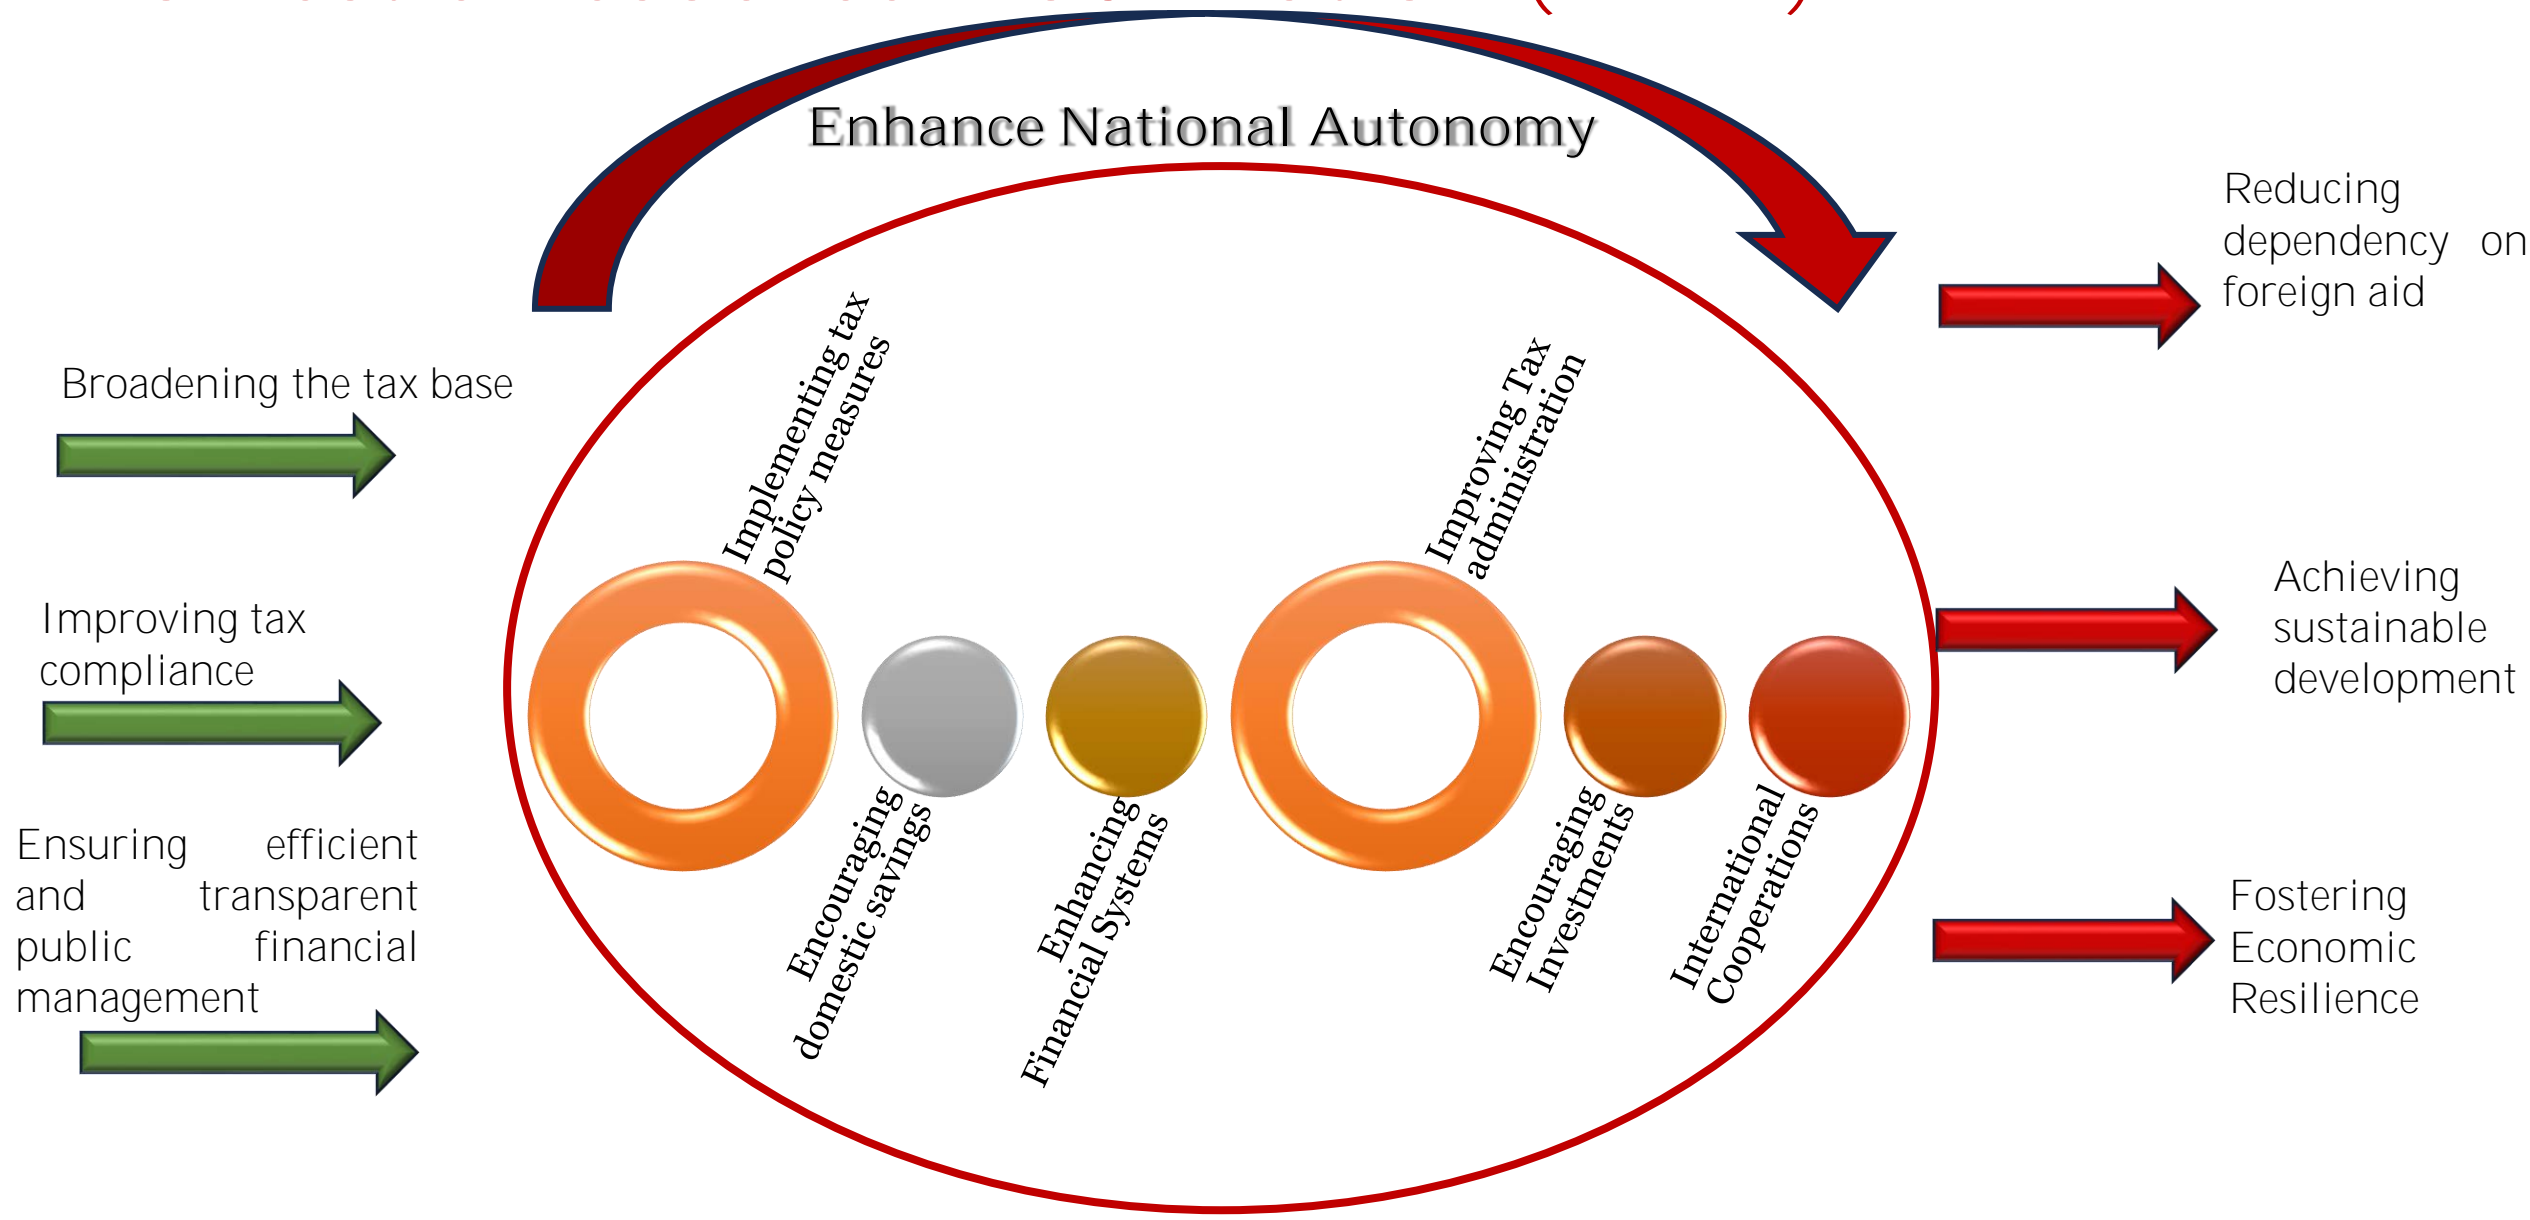 Enhance National Autonomy
Broadening the tax base
Improving tax
compliance
Ensuring efficient
and transparent
public financial
management
Implementing tax
policy measures
Encouraging
domestic savings
Enhancing
Financial Systems
Improving Tax
administration
Encouraging
Investments
International
Cooperations
Reducing
dependency on
foreign aid
Achieving
sustainable
development
Fostering
Economic
Resilience